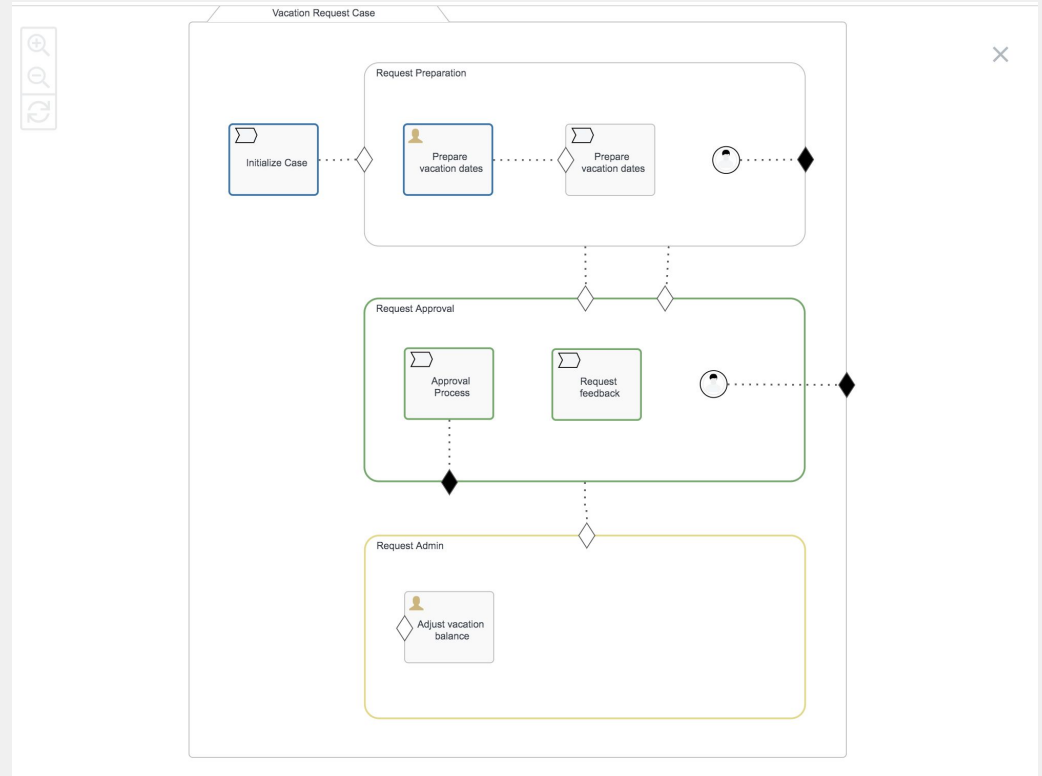 Vacation Request Case
Request Preparation
Initialize Case
Prepare
vacation dates
Prepare
vacation dates
Request Approval
Approval
Process
Request
feedback
Request Admin
Adjust vacation
balance